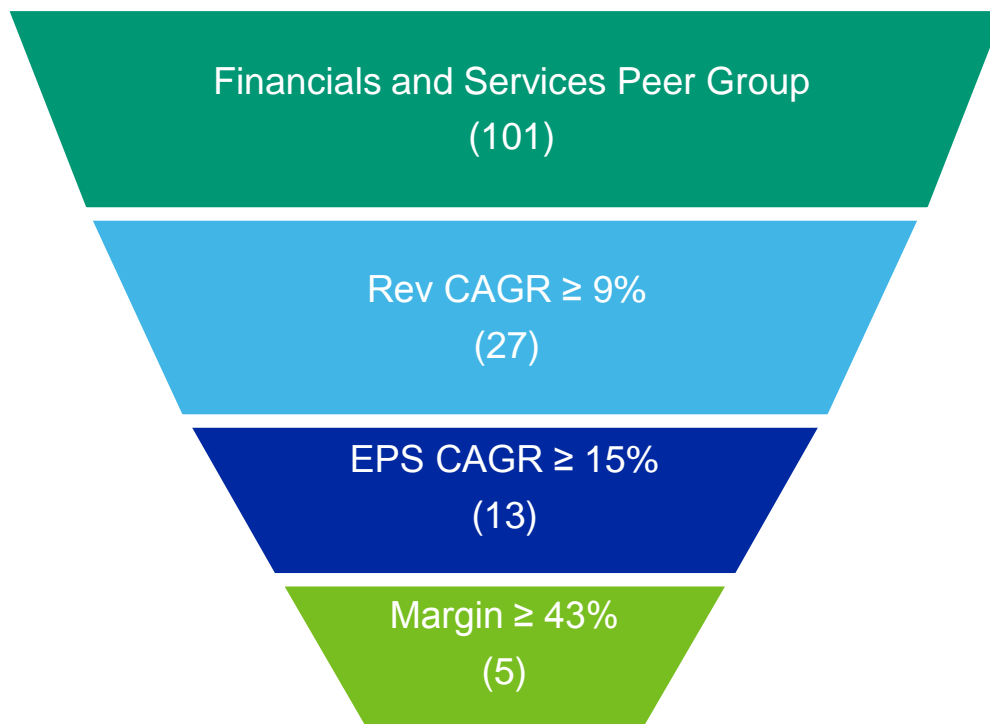 Financials and Services Peer Group
(101)
Rev CAGR ≥ 9%
(27)
EPS CAGR ≥ 15%
(13)
Margin ≥ 43%
(5)